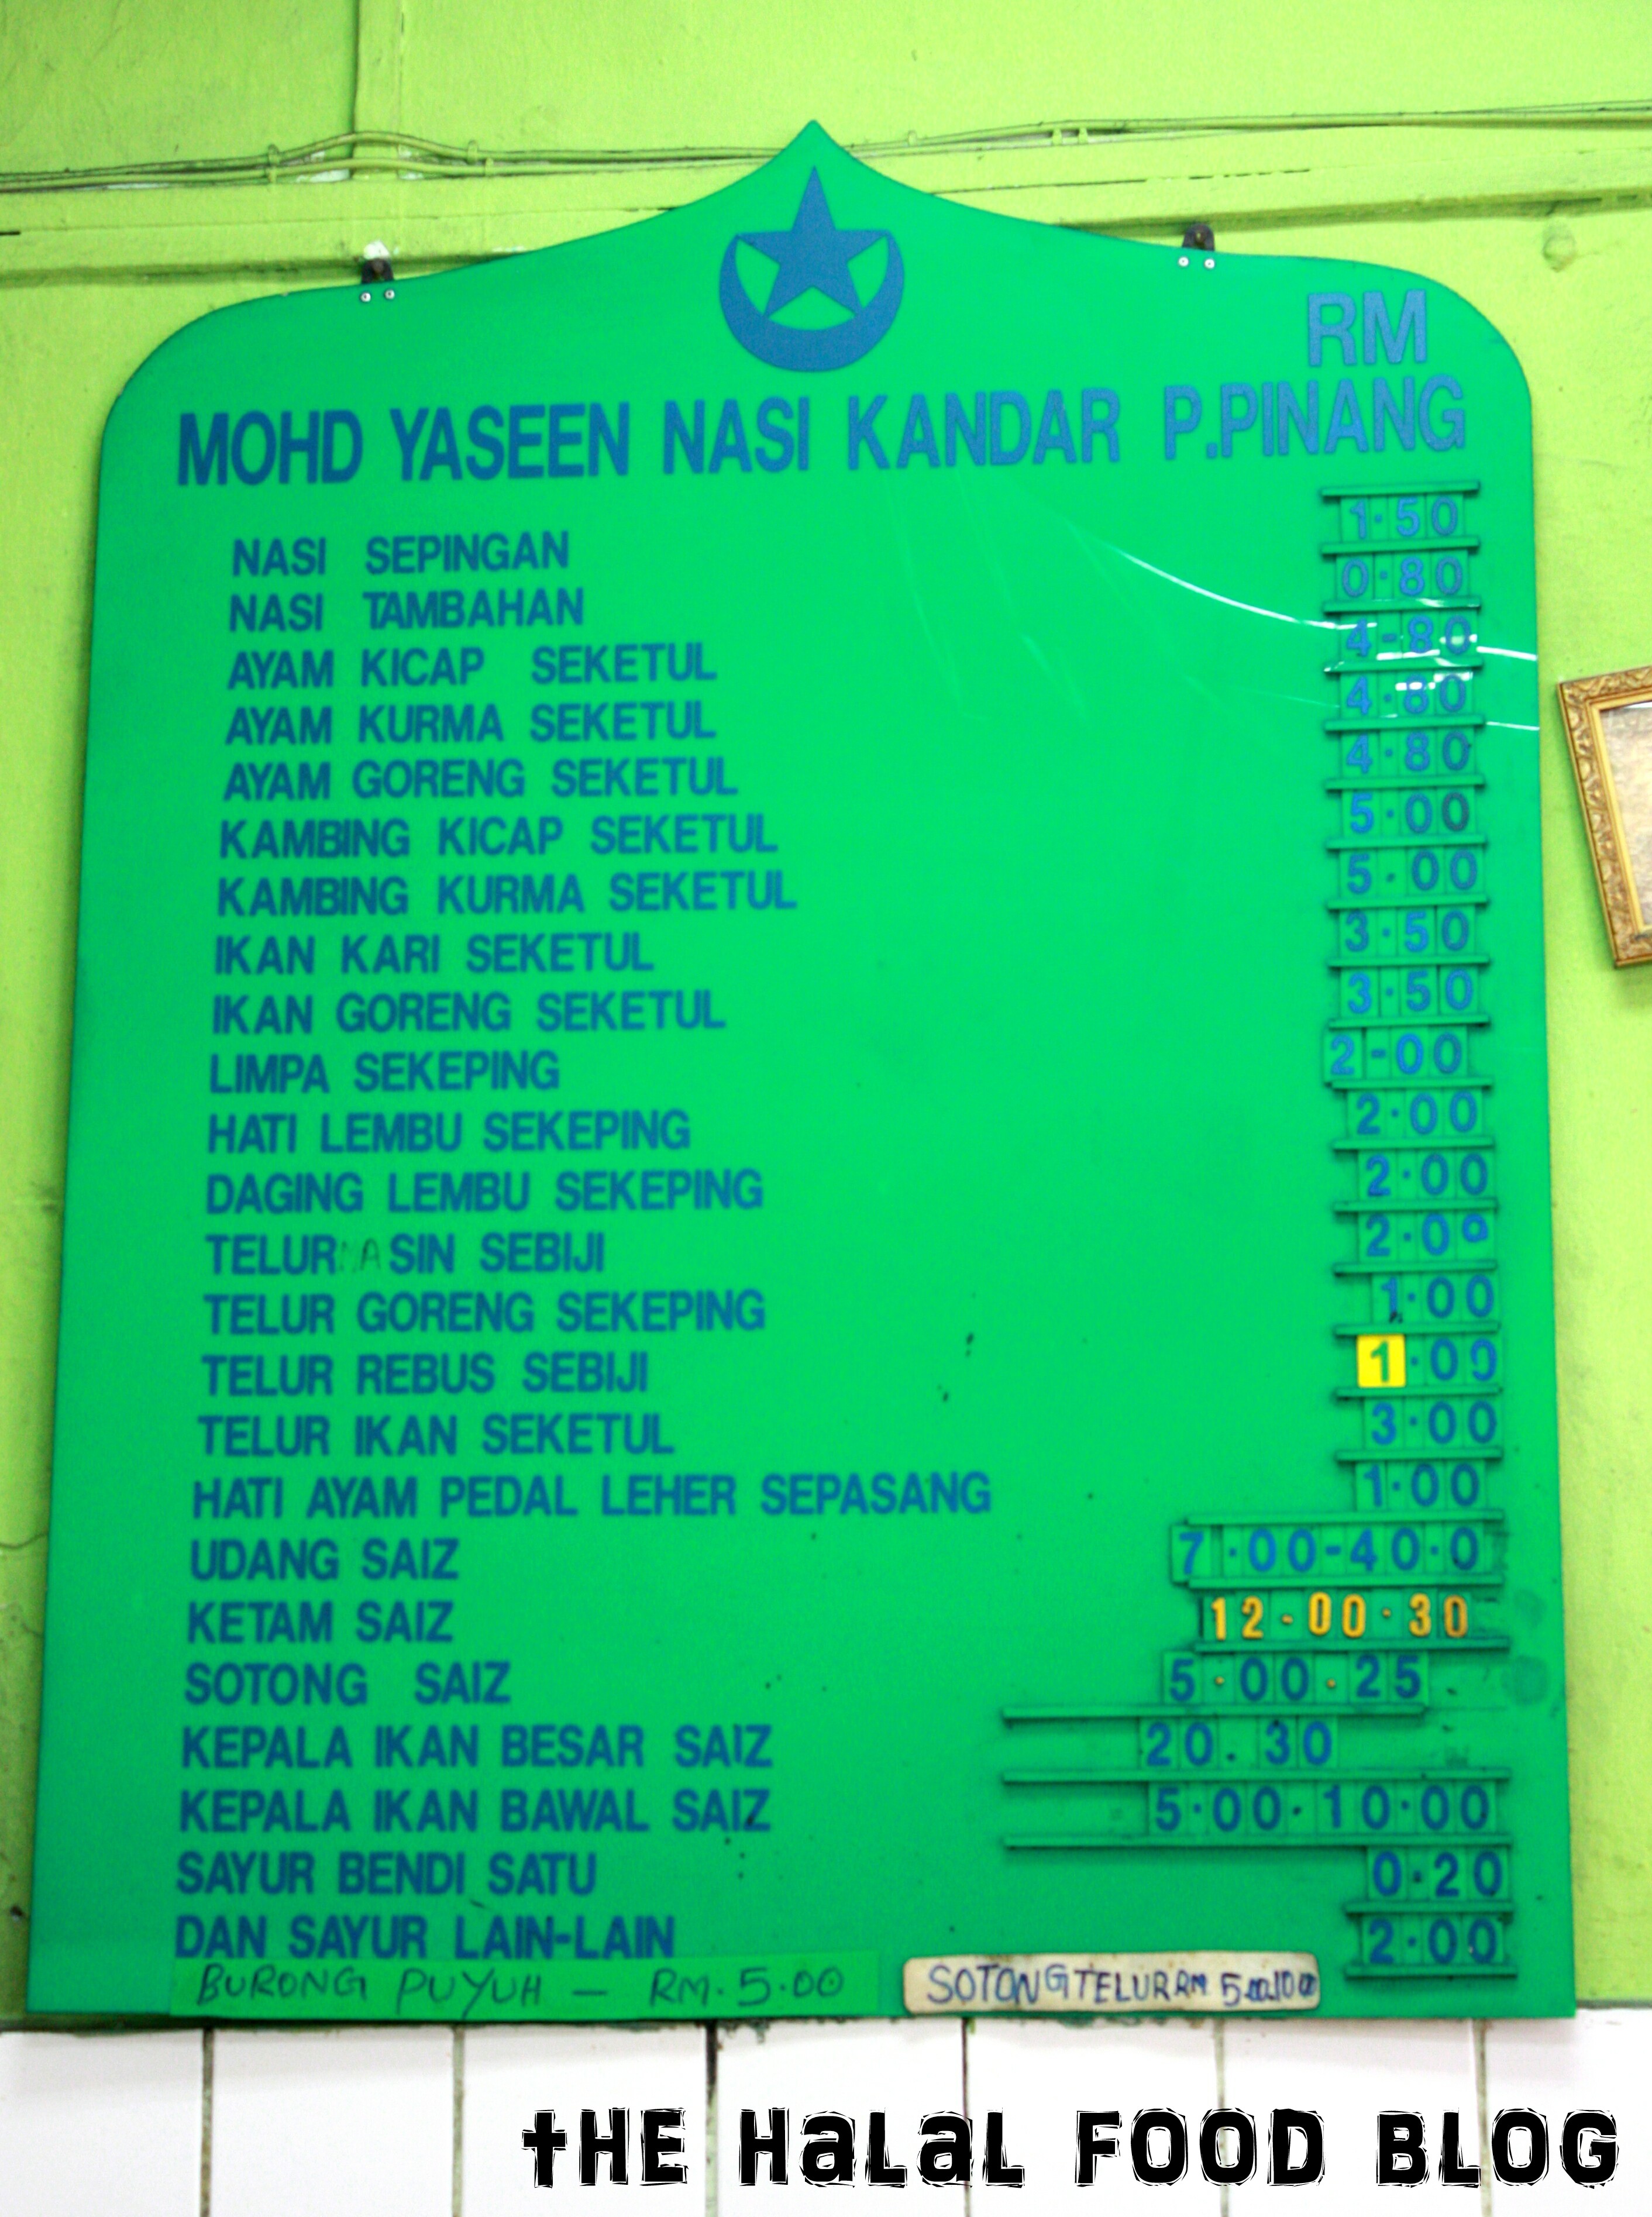 RM
MOHD YASEEN NASI KANDAR P.PINANG
NASI SEPINGAN 1.50
NASI TAMBAHAN 0.80
AYAM KICAP SEKETUL 4-80
AYAM KURMA SEKETUL 4.80
AYAM GORENG SEKETUL 4.80
KAMBING KICAP SEKETUL 5.00
KAMBING KURMA SEKETUL 5.00
IKAN KARI SEKETUL 3.50
IKAN GORENG SEKETUL 3.50
LIMPA SEKEPING 2-00
HATI LEMBU SEKEPING 2.00
DAGING LEMBU SEKEPING 2.00
TELUR MASIN SEBIJI 2.00
TELUR GORENG SEKEPING 1.00
TELUR REBUS SEBIJI 1.00
TELUR IKAN SEKETUL 3.00
HATI AYAM PEDAL LEHER SEPASANG 1.00
UDANG SAIZ 7.00-40.0
KETAM SAIZ 12-00.30
SOTONG SAIZ 5.00.25
KEPALA IKAN BESAR SAIZ 20.30
KEPALA IKAN BAWAL SAIZ 5.00.10.00
SAYUR BENDI SATU 0.20
DAN SAYUR LAIN-LAIN 2.00
BURONG PUYUH — RM.5.00
SOTONG TELUR RM
tHE HaLaL FOOD BLOG